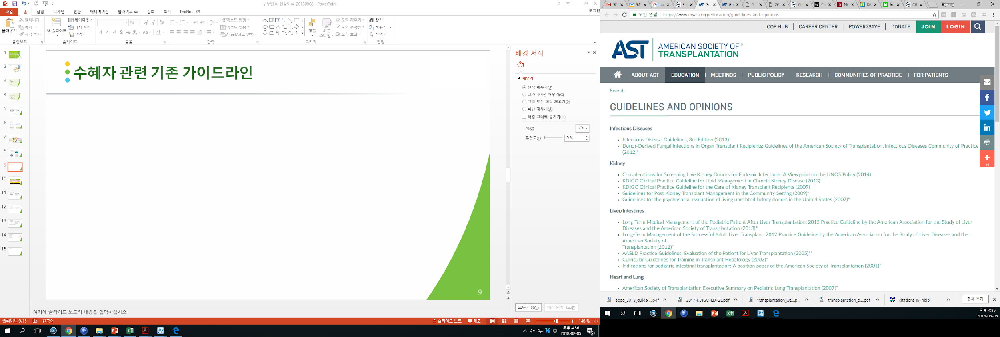 구두발표_신장이식_20180808 - PowerPoint
로그인
파일 홈 삽입 디자인 전환 애니메이션 슬라이드 쇼 검토 보기 EndNote X8
붙여넣기
잘라내기
복사
서식 복사
클립보드
새 슬라이드
레이아웃
다시 설정
구역
슬라이드
24
글꼴
텍스트 방향
텍스트 맞춤
SmartArt로 변환
단락
정렬
빠른 스타일
도형 채우기
도형 윤곽선
도형 효과
그리기
찾기
바꾸기
선택
편집
1
2
3
4
5
6
7
8
9
10
11
12
13
14
15
수혜자 관련 기존 가이드라인
9
여기에 슬라이드 노트의 내용을 입력하십시오
배경 서식
채우기
단색 채우기(S)
그라데이션 채우기(G)
그림 또는 질감 채우기(P)
패턴 채우기(A)
배경 그래픽 숨기기(H)
색(C)
투명도(T) 0 %
모두 적용(L) 배경 원래대로(B)
슬라이드 9/15 한국어 슬라이드 노트 메모 148 %
오후 4:36
2018-08-05
5
Hyejeong
보안 연결 https://www.myast.org/education/guidelines-and-opinions
COP HUB CAREER CENTER POWER2SAVE DONATE JOIN LOGIN
AST AMERICAN SOCIETY OF®
TRANSPLANTATION
ABOUT AST EDUCATION MEETINGS PUBLIC POLICY RESEARCH COMMUNITIES OF PRACTICE FOR PATIENTS
Search
GUIDELINES AND OPINIONS
Infectious Diseases
• Infectious Disease Guidelines, 3rd Edition (2013)*
• Donor-Derived Fungal Infections in Organ Transplant Recipients: Guidelines of the American Society of Transplantation, Infectious Diseases Community of Practice
(2012)*
Kidney
• Considerations for Screening Live Kidney Donors for Endemic Infections: A Viewpoint on the UNOS Policy (2014)
• KDIGO Clinical Practice Guideline for Lipid Management in Chronic Kidney Disease (2013)
• KDIGO Clinical Practice Guideline for the Care of Kidney Transplant Recipients (2009)
• Guidelines for Post Kidney Transplant Management in the Community Setting (2009)*
• Guidelines for the psychosocial evaluation of living unrelated kidney donors in the United States (2007)*
Liver/Intestines
• Long-Term Medical Management of the Pediatric Patient After Liver Transplantation: 2013 Practice Guideline by the American Association for the Study of Liver
Diseases and the American Society of Transplantation (2013)*
• Long-Term Management of the Successful Adult Liver Transplant: 2012 Practice Guideline by the American Association for the Study of Liver Diseases and the
American Society of
Transplantation (2012)*
• AASLD Practice Guidelines: Evaluation of the Patient for Liver Transplantation (2005)**
• Curricular Guidelines for Training in Transplant Hepatology (2002)*
• Indications for pediatric intestinal transplantation: A position paper of the American Society of Transplantation (2001)*
Heart and Lung
• American Society of Transplantation Executive Summary on Pediatric Lung Transplantation (2007)*
14
ebpg_2013_guidel....pdf 2017-KDIGO-LD-GL.pdf transplantation_wt....p... transplantation_o....pdf citations (9).nbib 전체 보기
오후 4:36
2018-08-05